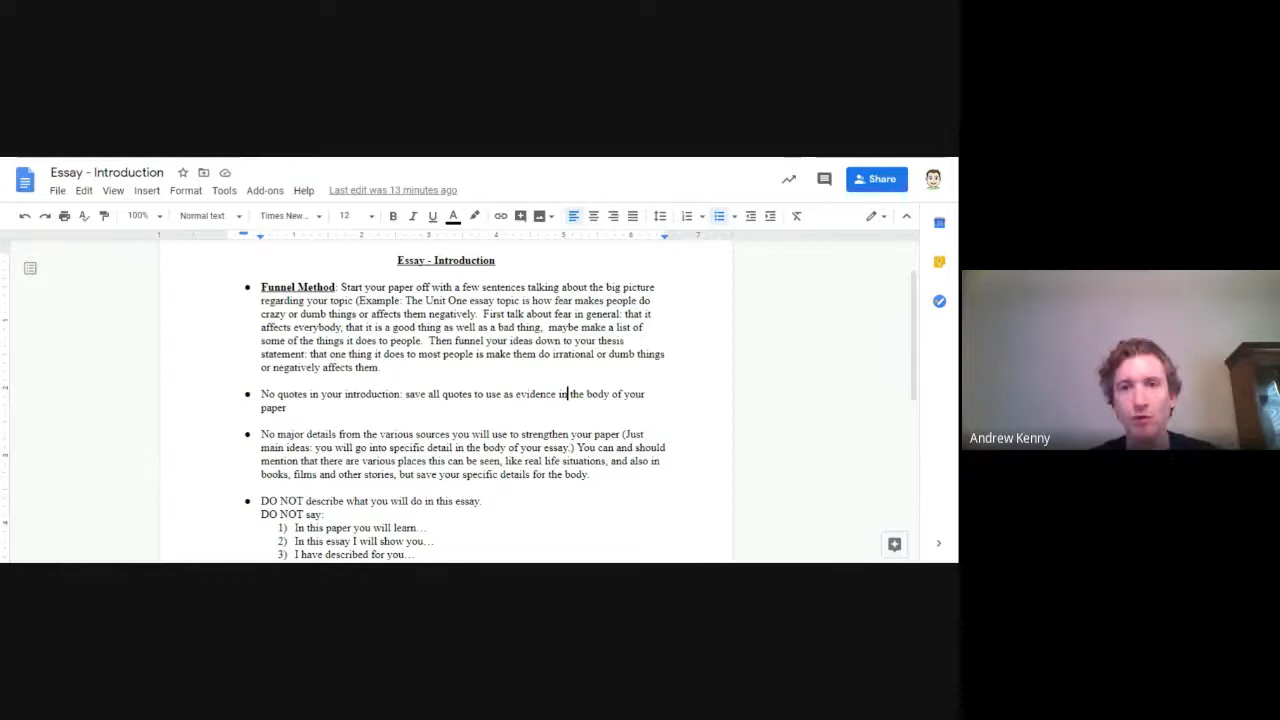 Essay - Introduction
File Edit View Insert Format Tools Add-ons Help Last edit was 13 minutes ago
Share
100% Normal text Times New... 12 B I U A
1 1 2 3 4 5 6 7
Essay - Introduction
● Funnel Method: Start your paper off with a few sentences talking about the big picture
regarding your topic (Example: The Unit One essay topic is how fear makes people do
crazy or dumb things or affects them negatively. First talk about fear in general: that it
affects everybody, that it is a good thing as well as a bad thing, maybe make a list of
some of the things it does to people. Then funnel your ideas down to your thesis
statement: that one thing it does to most people is make them do irrational or dumb things
or negatively affects them.
● No quotes in your introduction: save all quotes to use as evidence in the body of your
paper
● No major details from the various sources you will use to strengthen your paper (Just
main ideas: you will go into specific detail in the body of your essay.) You can and should
mention that there are various places this can be seen, like real life situations, and also in
books, films and other stories, but save your specific details for the body.
● DO NOT describe what you will do in this essay.
DO NOT say:
1) In this paper you will learn…
2) In this essay I will show you…
3) I have described for you…
Andrew Kenny